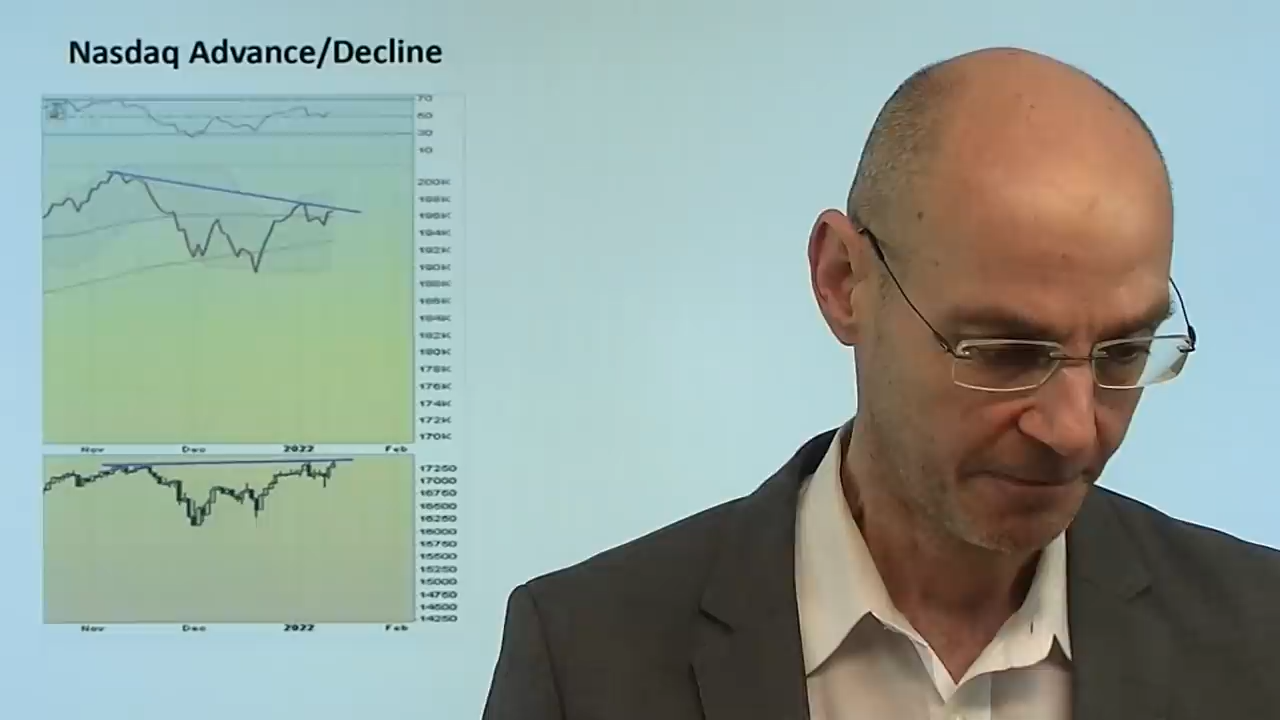 Nasdaq Advance/Decline
70
50
30
10
200K
198K
196K
194K
192K
190K
188K
186K
184K
182K
180K
178K
176K
174K
172K
170K
Nov Dec 2022 Feb
17250
17000
16750
16500
16250
16000
15750
15500
15250
15000
14750
14500
14250
Nov Dec 2022 Feb